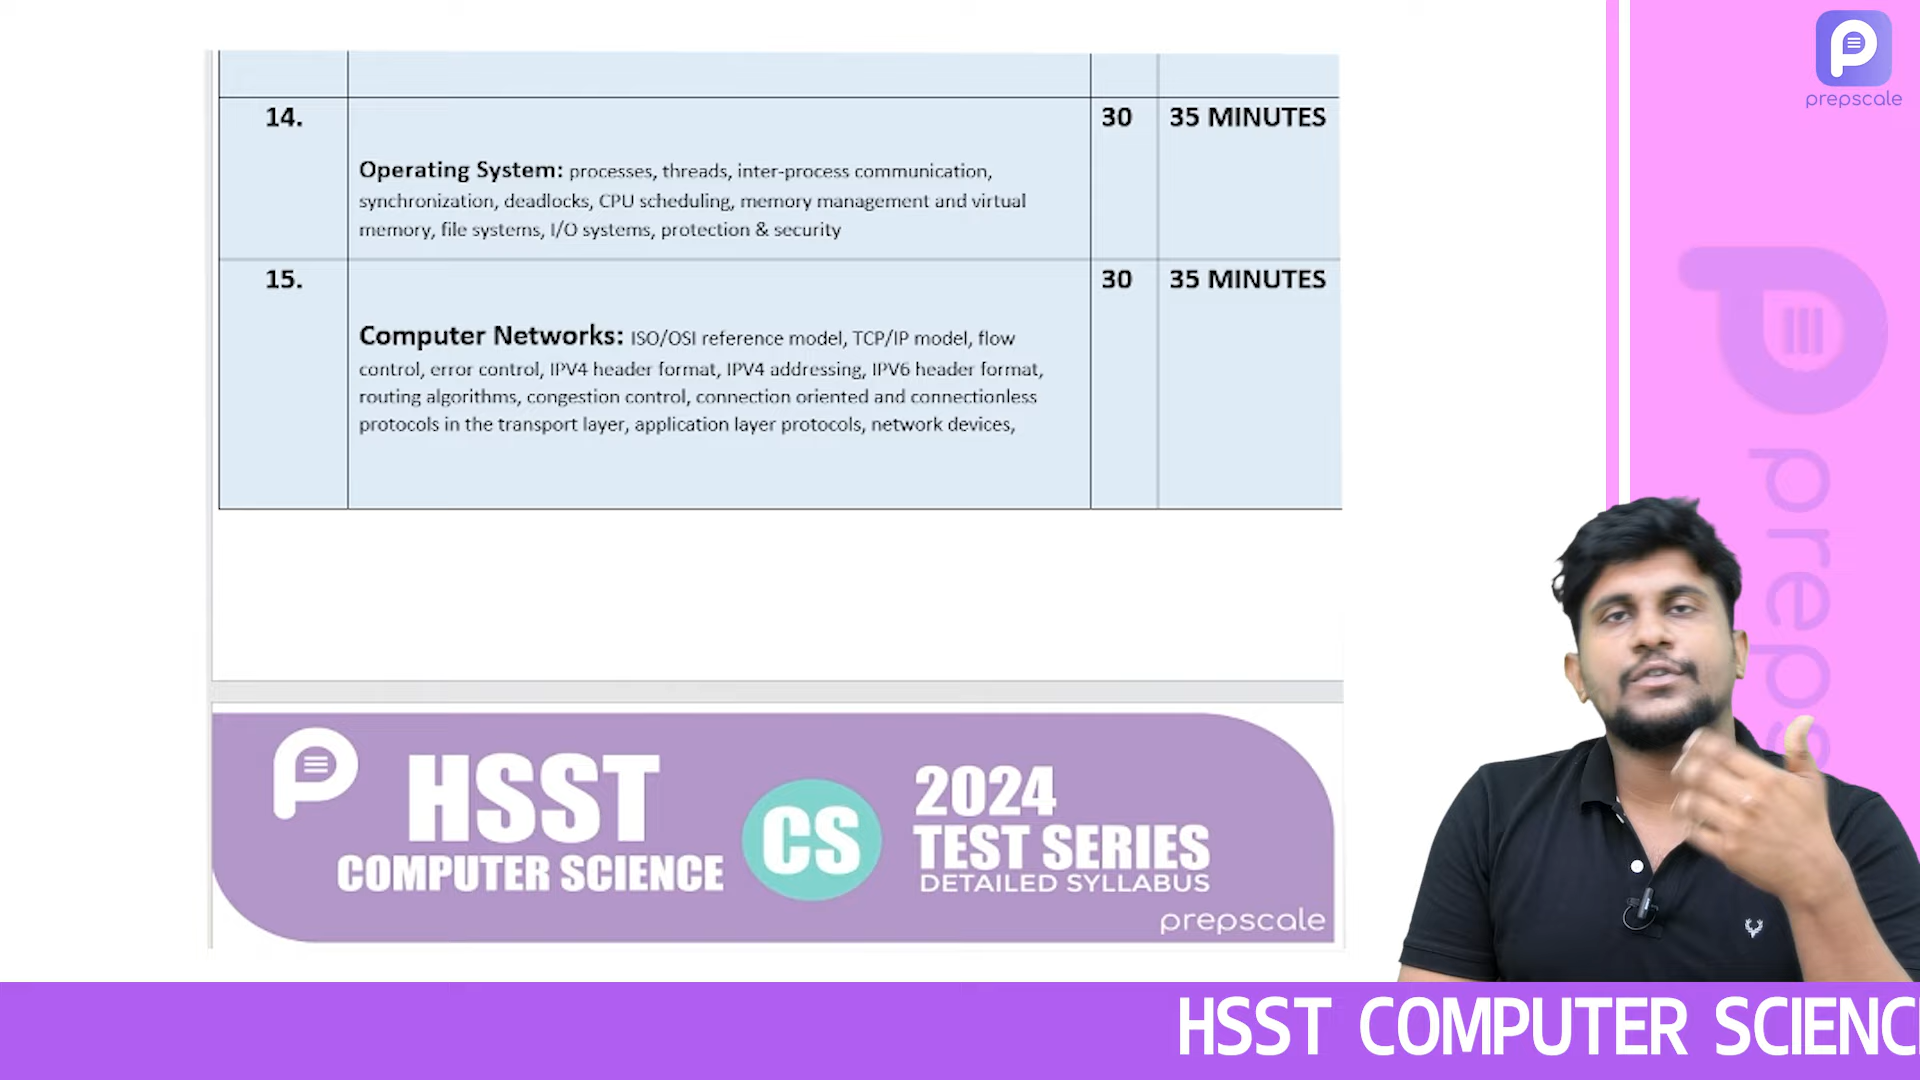 prepscale
14.
30
35 MINUTES
Operating System: processes, threads, inter-process communication,
synchronization, deadlocks, CPU scheduling, memory management and virtual
memory, file systems, I/O systems, protection & security
15.
30
35 MINUTES
Computer Networks: ISO/OSI reference model, TCP/IP model, flow
control, error control, IPV4 header format, IPV4 addressing, IPV6 header format,
routing algorithms, congestion control, connection oriented and connectionless
protocols in the transport layer, application layer protocols, network devices,
preps
HSST
COMPUTER SCIENCE
CS
2024
TEST SERIES
DETAILED SYLLABUS
prepscale
HSST COMPUTER SCIENC